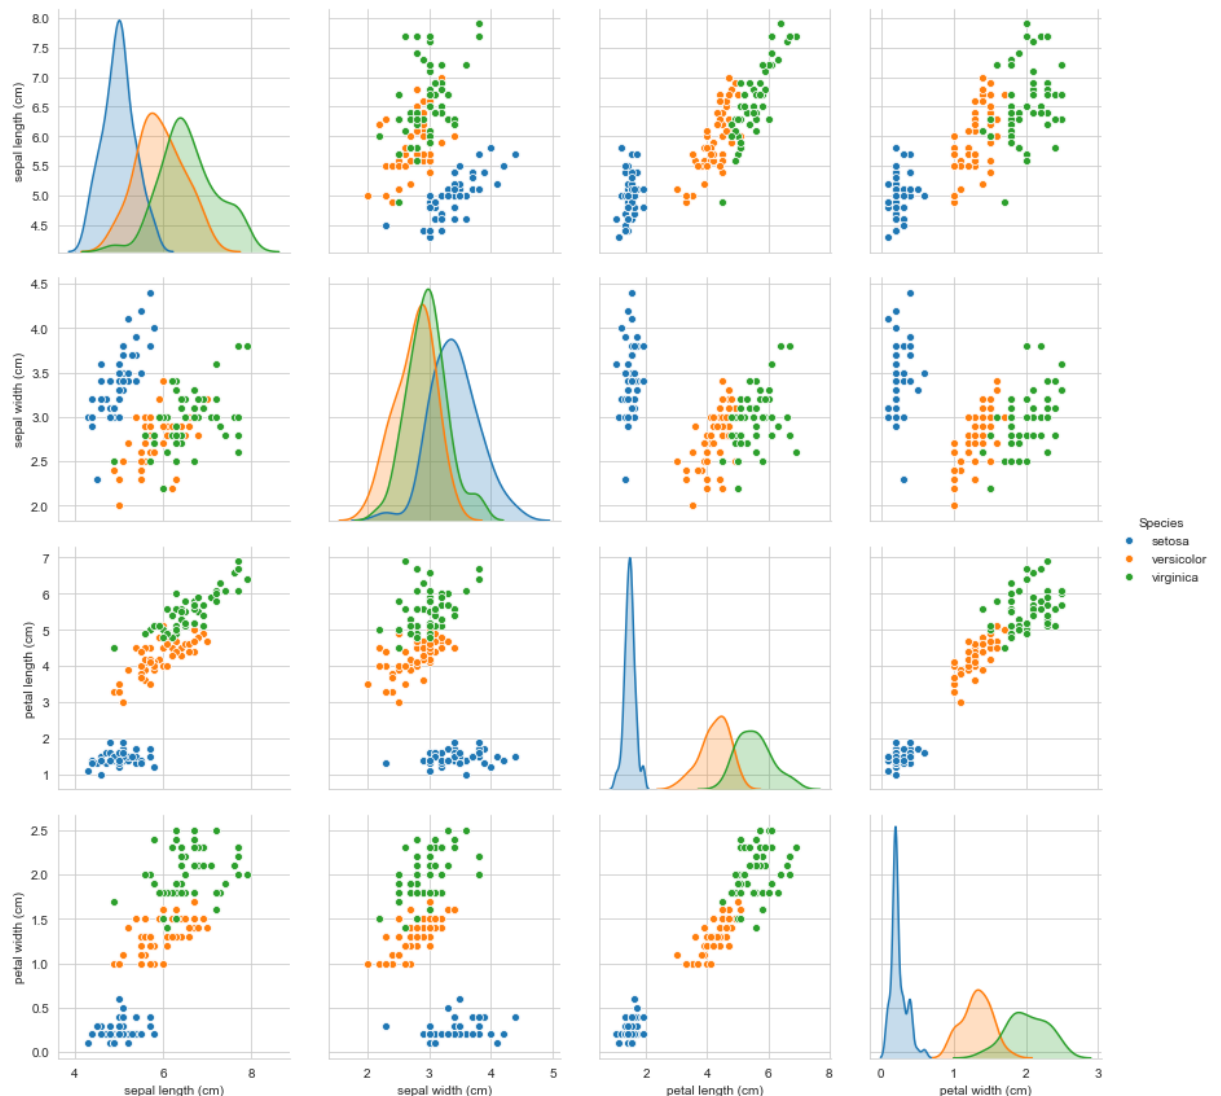 8.0
7.5
7.0
6.5
6.0
5.5
5.0
4.5
sepal length (cm)
4.5
4.0
3.5
3.0
2.5
2.0
sepal width (cm)
Species
setosa
versicolor
virginica
7
6
5
4
3
2
1
petal length (cm)
2.5
2.0
1.5
1.0
0.5
0.0
petal width (cm)
4 6 8
sepal length (cm)
2 3 4 5
sepal width (cm)
2 4 6 8
petal length (cm)
0 1 2 3
petal width (cm)